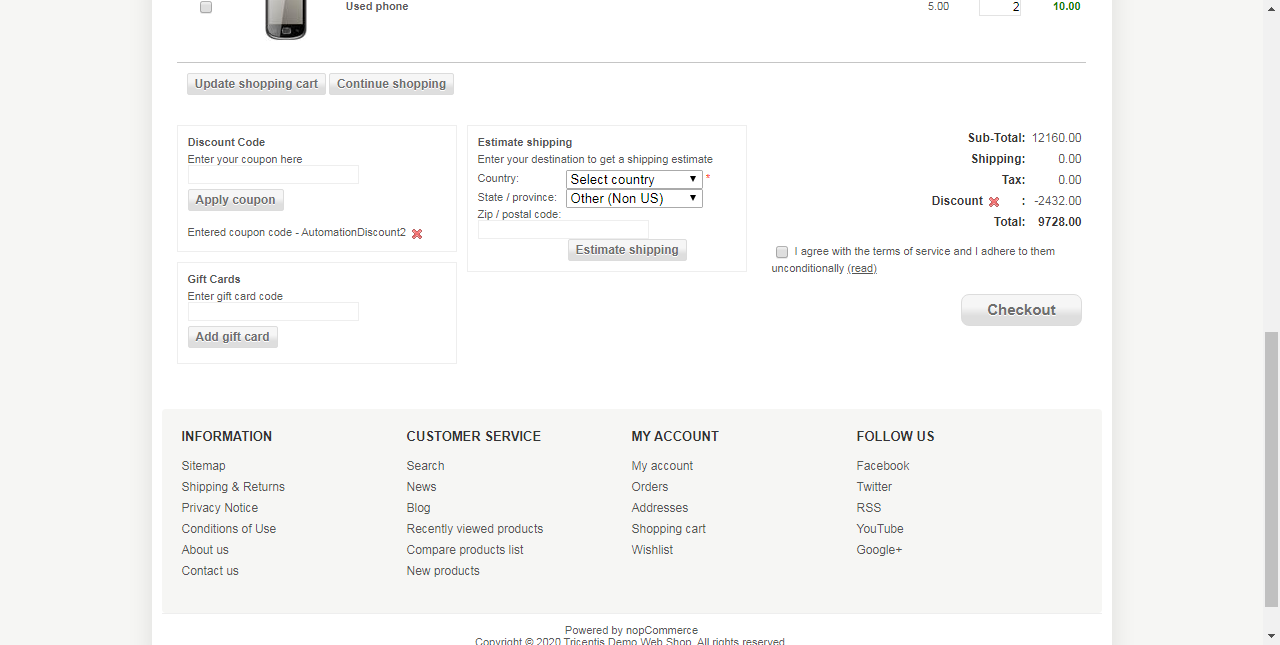 Used phone 5.00 2 10.00
Update shopping cart Continue shopping
Discount Code
Enter your coupon here
Apply coupon
Entered coupon code - AutomationDiscount2
Gift Cards
Enter gift card code
Add gift card
Estimate shipping
Enter your destination to get a shipping estimate
Country: Select country *
State / province: Other (Non US)
Zip / postal code:
Estimate shipping
Sub-Total: 12160.00
Shipping: 0.00
Tax: 0.00
Discount : -2432.00
Total: 9728.00
I agree with the terms of service and I adhere to them
unconditionally (read)
Checkout
INFORMATION
Sitemap
Shipping & Returns
Privacy Notice
Conditions of Use
About us
Contact us
CUSTOMER SERVICE
Search
News
Blog
Recently viewed products
Compare products list
New products
MY ACCOUNT
My account
Orders
Addresses
Shopping cart
Wishlist
FOLLOW US
Facebook
Twitter
RSS
YouTube
Google+
Powered by nopCommerce
Copyright © 2020 Tricentis Demo Web Shop. All rights reserved.